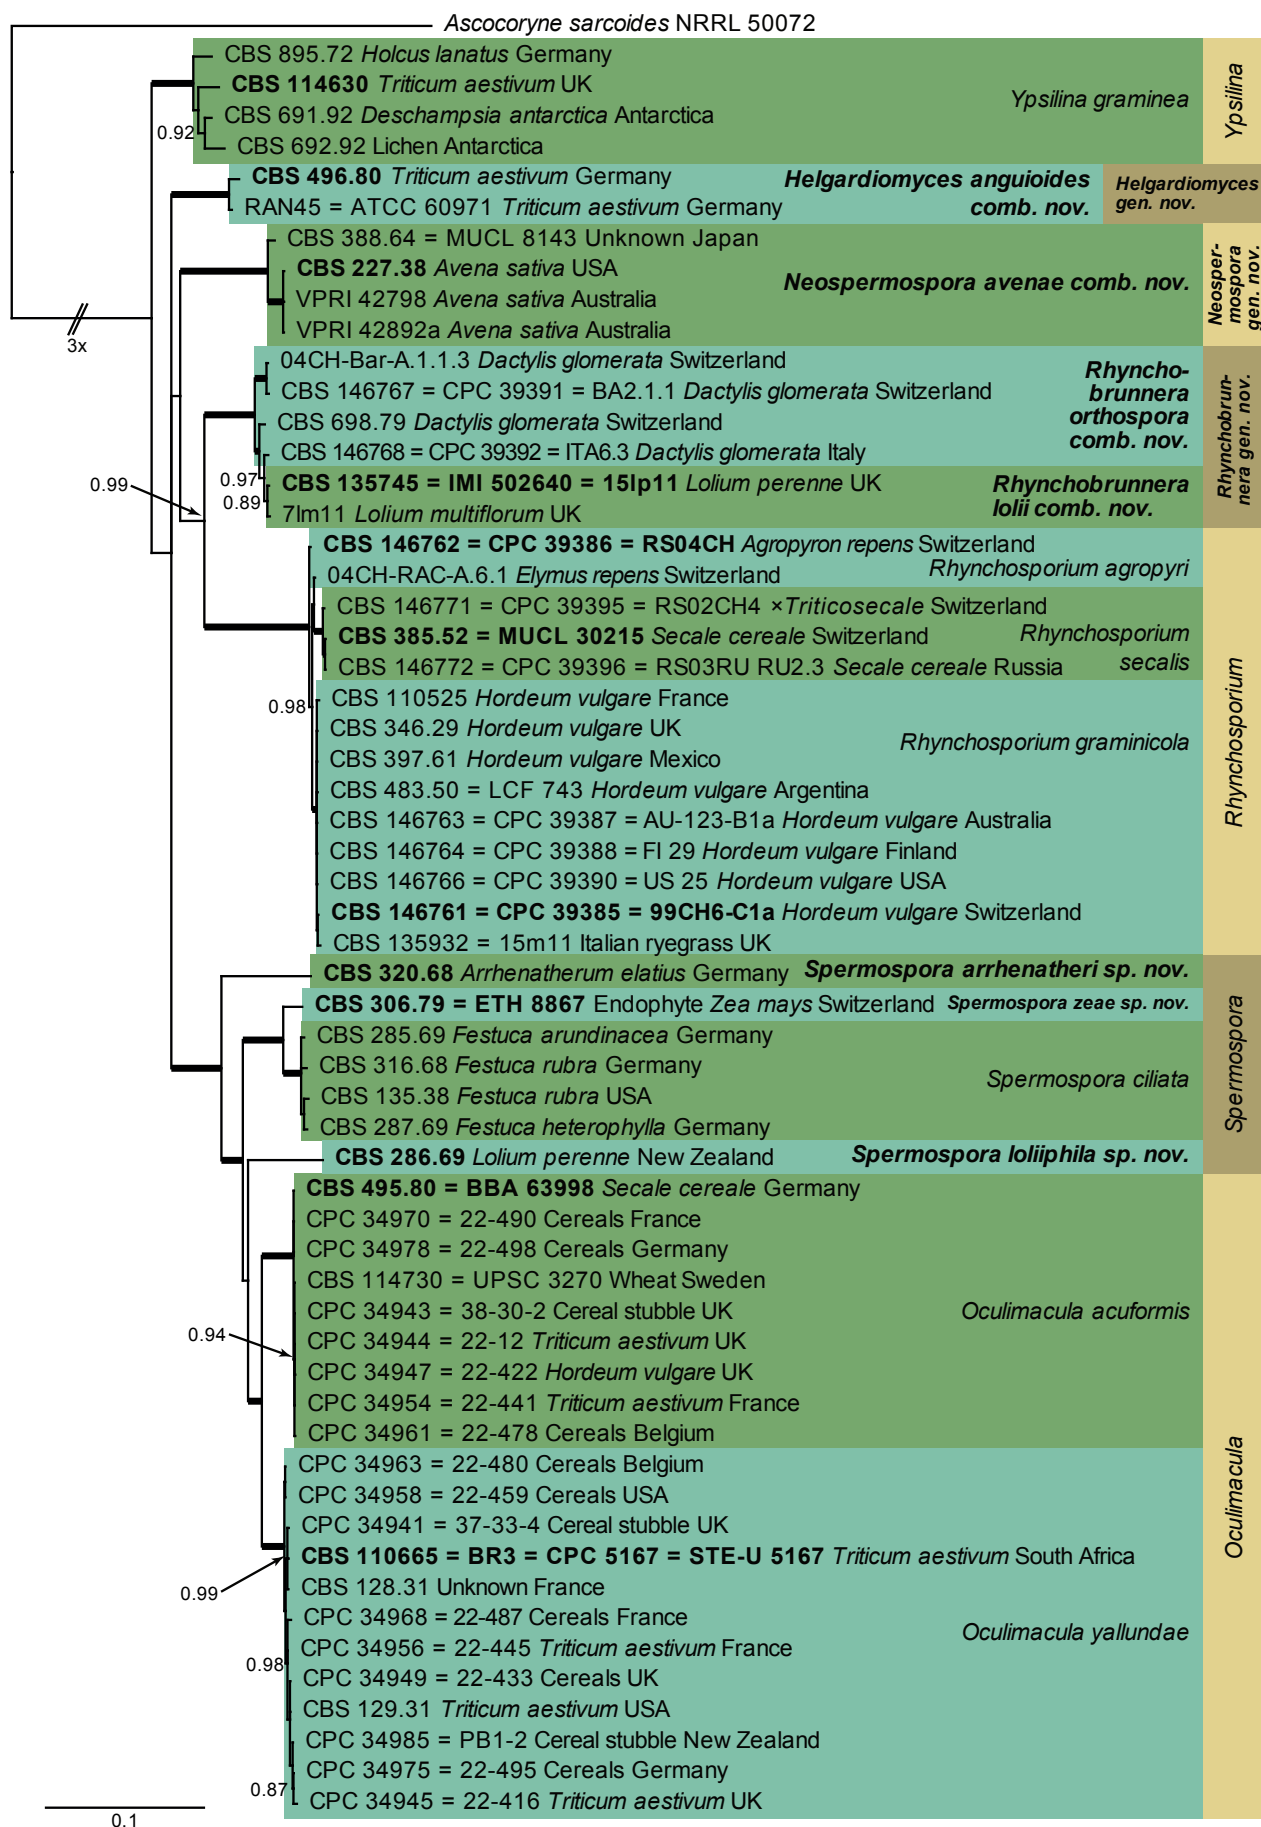 Ascocoryne sarcoides NRRL 50072
CBS 895.72 Holcus lanatus Germany
CBS 114630 Triticum aestivum UK
Ypsilina graminea
CBS 691.92 Deschampsia antarctica Antarctica
0.92
CBS 692.92 Lichen Antarctica
Ypsilina
CBS 496.80 Triticum aestivum Germany
RAN45 = ATCC 60971 Triticum aestivum Germany
Helgardiomyces anguioides
comb. nov.
Helgardiomyces
gen. nov.
CBS 388.64 = MUCL 8143 Unknown Japan
CBS 227.38 Avena sativa USA
VPRI 42798 Avena sativa Australia
VPRI 42892a Avena sativa Australia
Neospermospora avenae comb. nov.
Neosper-
mospora
gen. nov.
3x
04CH-Bar-A.1.1.3 Dactylis glomerata Switzerland
CBS 146767 = CPC 39391 = BA2.1.1 Dactylis glomerata Switzerland
CBS 698.79 Dactylis glomerata Switzerland
CBS 146768 = CPC 39392 = ITA6.3 Dactylis glomerata Italy
Rhyncho-
brunnera
orthospora
comb. nov.
0.97
0.99
0.89
CBS 135745 = IMI 502640 = 15lp11 Lolium perenne UK
7lm11 Lolium multiflorum UK
Rhynchobrunnera
lolii comb. nov.
Rhynchobrun-
nera gen. nov.
CBS 146762 = CPC 39386 = RS04CH Agropyron repens Switzerland
04CH-RAC-A.6.1 Elymus repens Switzerland
Rhynchosporium agropyri
CBS 146771 = CPC 39395 = RS02CH4 ×Triticosecale Switzerland
CBS 385.52 = MUCL 30215 Secale cereale Switzerland
CBS 146772 = CPC 39396 = RS03RU RU2.3 Secale cereale Russia
Rhynchosporium
secalis
0.98
CBS 110525 Hordeum vulgare France
CBS 346.29 Hordeum vulgare UK
CBS 397.61 Hordeum vulgare Mexico
Rhynchosporium graminicola
CBS 483.50 = LCF 743 Hordeum vulgare Argentina
CBS 146763 = CPC 39387 = AU-123-B1a Hordeum vulgare Australia
CBS 146764 = CPC 39388 = FI 29 Hordeum vulgare Finland
CBS 146766 = CPC 39390 = US 25 Hordeum vulgare USA
CBS 146761 = CPC 39385 = 99CH6-C1a Hordeum vulgare Switzerland
CBS 135932 = 15m11 Italian ryegrass UK
Rhynchosporium
CBS 320.68 Arrhenatherum elatius Germany
Spermospora arrhenatheri sp. nov.
CBS 306.79 = ETH 8867 Endophyte Zea mays Switzerland
Spermospora zeae sp. nov.
CBS 285.69 Festuca arundinacea Germany
CBS 316.68 Festuca rubra Germany
CBS 135.38 Festuca rubra USA
CBS 287.69 Festuca heterophylla Germany
Spermospora ciliata
CBS 286.69 Lolium perenne New Zealand
Spermospora loliiphila sp. nov.
Spermospora
CBS 495.80 = BBA 63998 Secale cereale Germany
CPC 34970 = 22-490 Cereals France
CPC 34978 = 22-498 Cereals Germany
CBS 114730 = UPSC 3270 Wheat Sweden
CPC 34943 = 38-30-2 Cereal stubble UK
Oculimacula acuformis
0.94
CPC 34944 = 22-12 Triticum aestivum UK
CPC 34947 = 22-422 Hordeum vulgare UK
CPC 34954 = 22-441 Triticum aestivum France
CPC 34961 = 22-478 Cereals Belgium
CPC 34963 = 22-480 Cereals Belgium
CPC 34958 = 22-459 Cereals USA
CPC 34941 = 37-33-4 Cereal stubble UK
CBS 110665 = BR3 = CPC 5167 = STE-U 5167 Triticum aestivum South Africa
0.99
CBS 128.31 Unknown France
CPC 34968 = 22-487 Cereals France
Oculimacula yallundae
CPC 34956 = 22-445 Triticum aestivum France
0.98
CPC 34949 = 22-433 Cereals UK
CBS 129.31 Triticum aestivum USA
CPC 34985 = PB1-2 Cereal stubble New Zealand
CPC 34975 = 22-495 Cereals Germany
0.87
CPC 34945 = 22-416 Triticum aestivum UK
Oculimacula
0.1